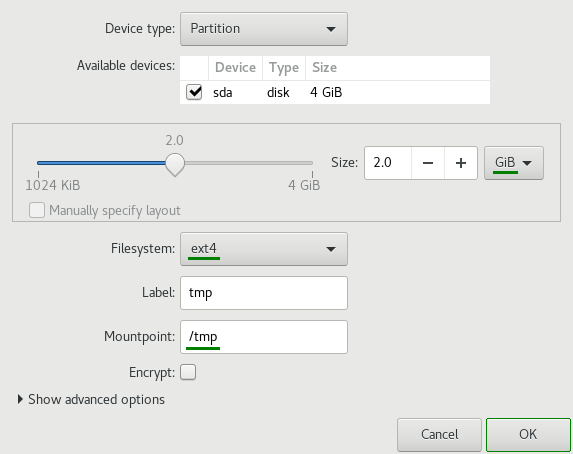 Device type: Partition
Available devices:
Device Type Size
sda disk 4 GiB
2.0
1024 KiB 4 GiB
Size: 2.0 − + GiB
Manually specify layout
Filesystem: ext4
Label: tmp
Mountpoint: /tmp
Encrypt:
Show advanced options
Cancel OK